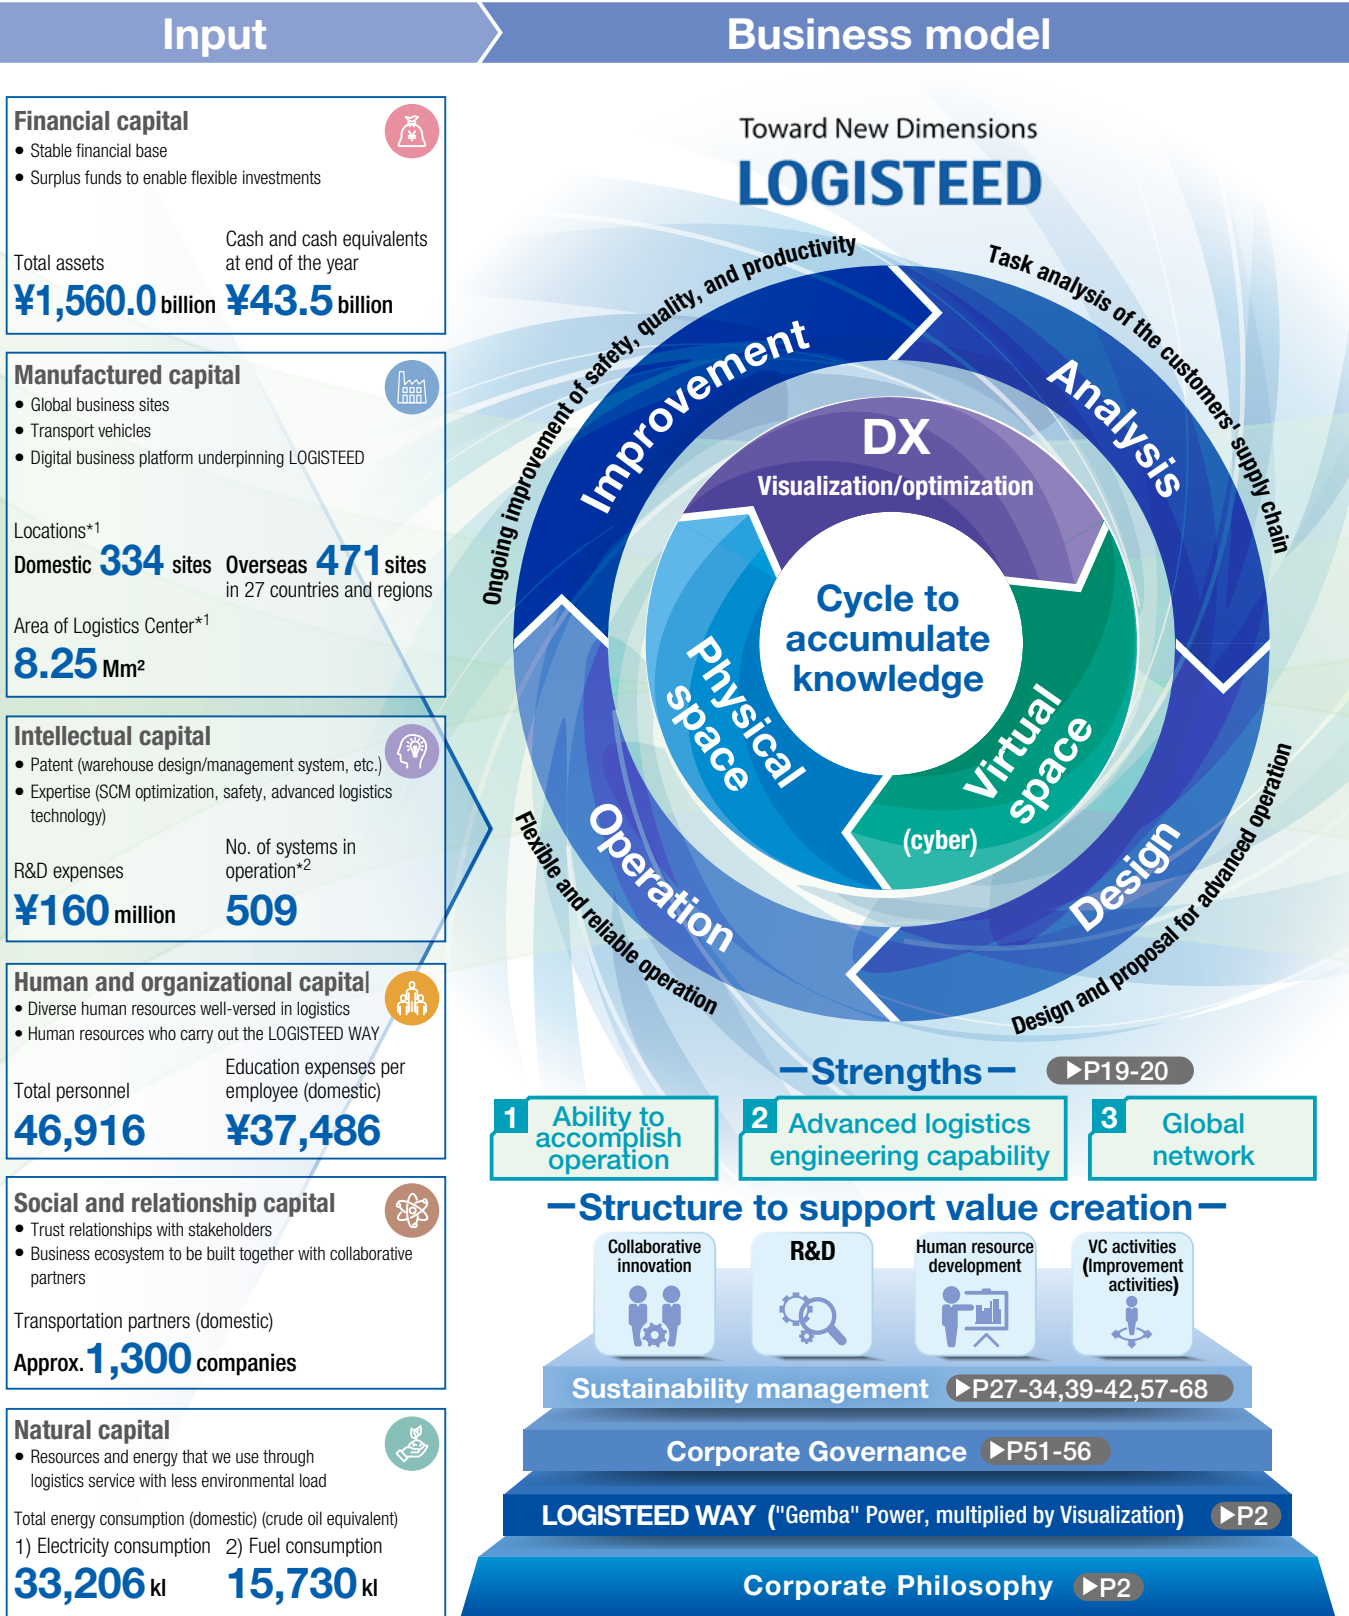 Input
Business model
Financial capital
• Stable financial base
• Surplus funds to enable flexible investments
Total assets
¥1,560.0 billion
Cash and cash equivalents
at end of the year
¥43.5 billion
Manufactured capital
• Global business sites
• Transport vehicles
• Digital business platform underpinning LOGISTEED
Locations*1
Domestic 334 sites
Overseas 471 sites
in 27 countries and regions
Area of Logistics Center*1
8.25 Mm²
Intellectual capital
• Patent (warehouse design/management system, etc.)
• Expertise (SCM optimization, safety, advanced logistics
technology)
R&D expenses
¥160 million
No. of systems in
operation*2
509
Human and organizational capital
• Diverse human resources well-versed in logistics
• Human resources who carry out the LOGISTEED WAY
Total personnel
46,916
Education expenses per
employee (domestic)
¥37,486
Social and relationship capital
• Trust relationships with stakeholders
• Business ecosystem to be built together with collaborative
partners
Transportation partners (domestic)
Approx. 1,300 companies
Natural capital
• Resources and energy that we use through
logistics service with less environmental load
Total energy consumption (domestic) (crude oil equivalent)
1) Electricity consumption
33,206 kl
2) Fuel consumption
15,730 kl
Toward New Dimensions
LOGISTEED
Ongoing improvement of safety, quality, and productivity
Task analysis of the customers' supply chain
Design and proposal for advanced operation
Flexible and reliable operation
Improvement
Analysis
Design
Operation
DX
Visualization/optimization
Virtual
space
(cyber)
Physical
space
Cycle to
accumulate
knowledge
Strengths
▶P19-20
1
Ability to
accomplish
operation
2
Advanced logistics
engineering capability
3
Global
network
Structure to support value creation
Collaborative
innovation
R&D
Human resource
development
VC activities
(Improvement
activities)
Sustainability management ▶P27-34,39-42,57-68
Corporate Governance ▶P51-56
LOGISTEED WAY ("Gemba" Power, multiplied by Visualization) ▶P2
Corporate Philosophy ▶P2